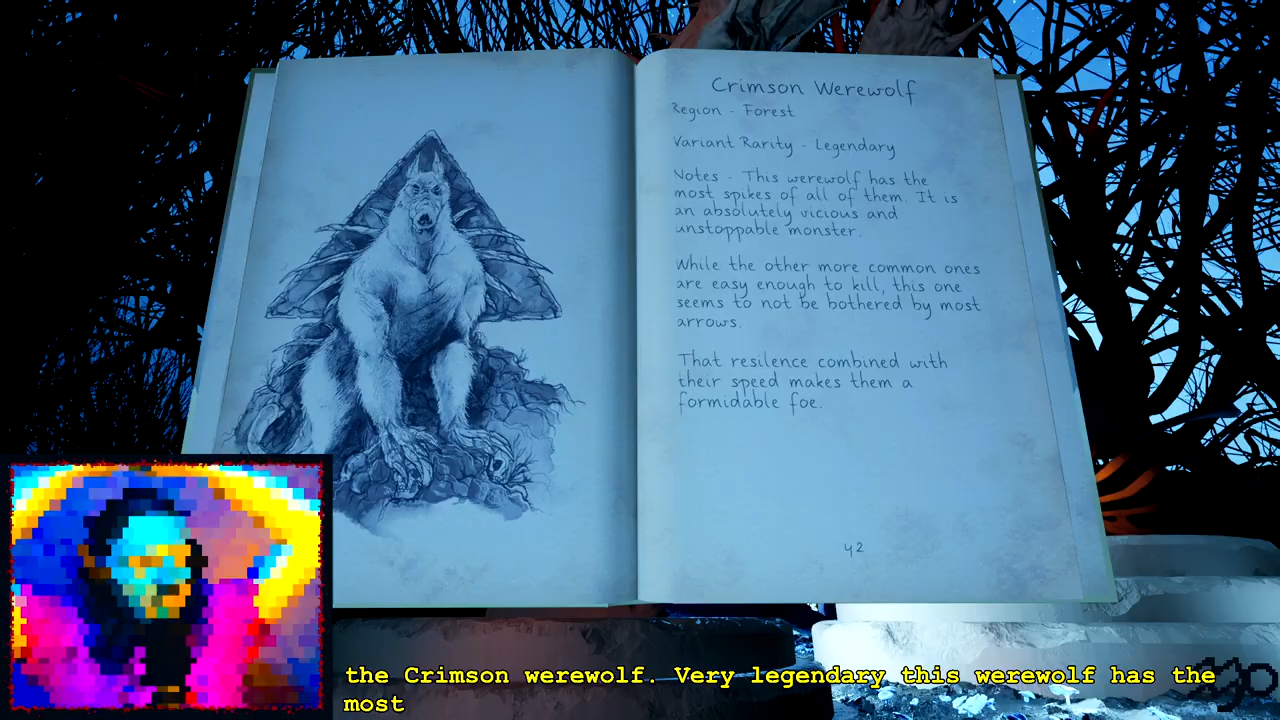 Crimson Werewolf
Region - Forest
Variant Rarity - Legendary
Notes - This werewolf has the
most spikes of all of them. It is
an absolutely vicious and
unstoppable monster.
While the other more common ones
are easy enough to kill, this one
seems to not be bothered by most
arrows.
That resilence combined with
their speed makes them a
formidable foe.
42
the Crimson werewolf. Very legendary this werewolf has the
most